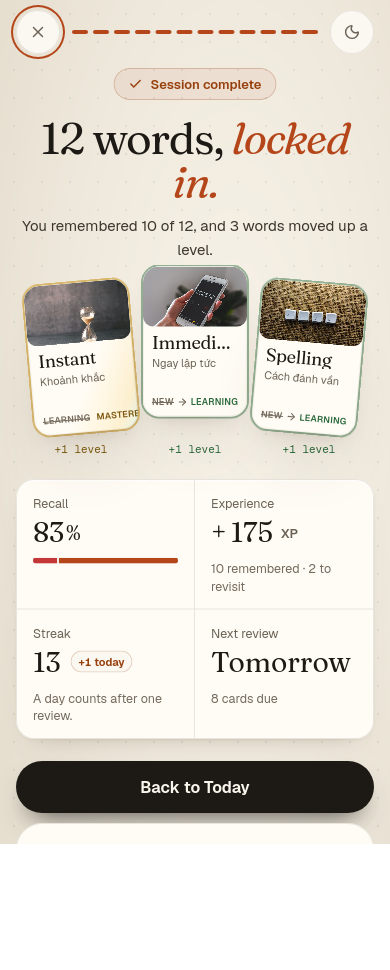 Session complete
12 words, locked
in.
You remembered 10 of 12, and 3 words moved up a
level.
Instant
Khoảnh khắc
LEARNING MASTERE
+1 level
Immedi...
Ngay lập tức
NEW → LEARNING
+1 level
Spelling
Cách đánh vần
NEW → LEARNING
+1 level
Recall
83%
Experience
+175 XP
10 remembered · 2 to
revisit
Streak
13 +1 today
A day counts after one
review.
Next review
Tomorrow
8 cards due
Back to Today